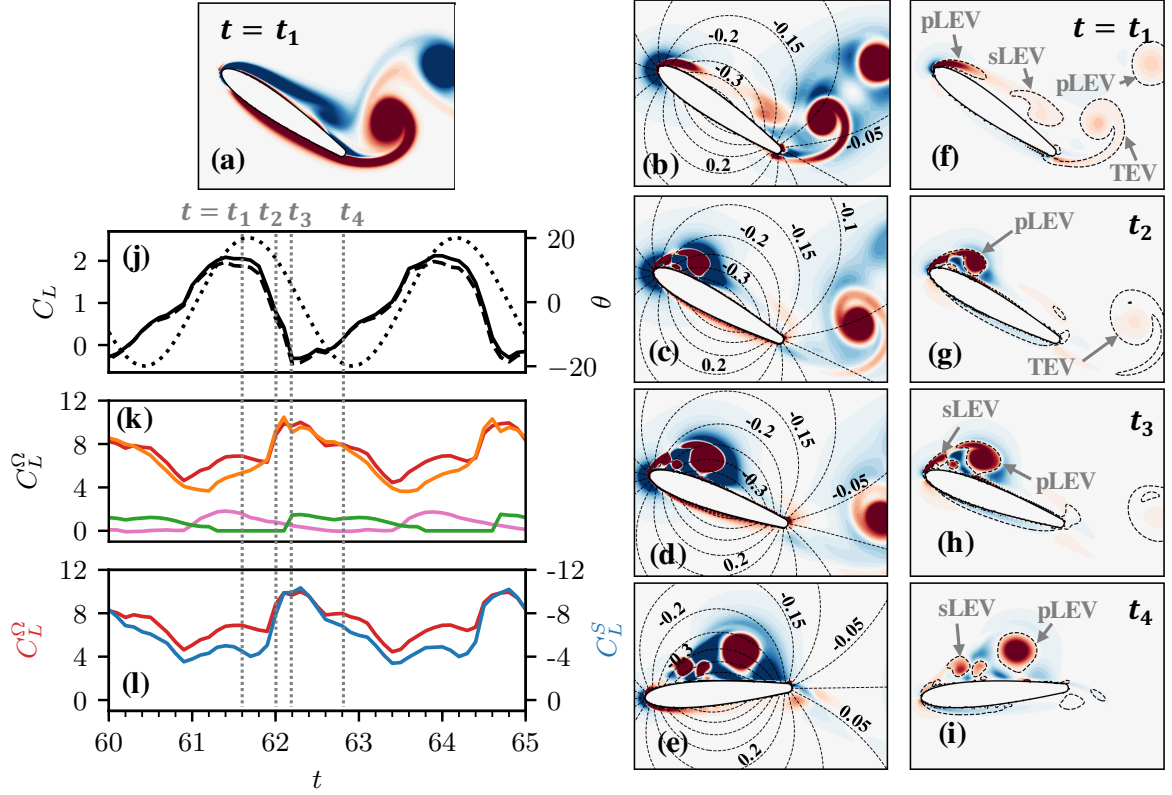 t = t1
(a)
-0.2
-0.15
-0.3
-0.05
0.2
(b)
pLEV
t = t1
sLEV
pLEV
TEV
(f)
-0.1
-0.2
-0.15
-0.3
0.2
(c)
t2
pLEV
TEV
(g)
-0.2
-0.15
-0.3
-0.05
0.2
(d)
t3
sLEV
pLEV
(h)
-0.2
-0.15
-0.3
-0.05
0.05
0.2
(e)
t4
sLEV
pLEV
(i)
t = t1 t2 t3 t4
(j)
CL
2
1
0
20
0
−20
θ
(k)
C_L^Ω
12
8
4
0
(l)
C_L^Ω
12
8
4
0
-12
-8
-4
0
C_L^S
60 61 62 63 64 65
t